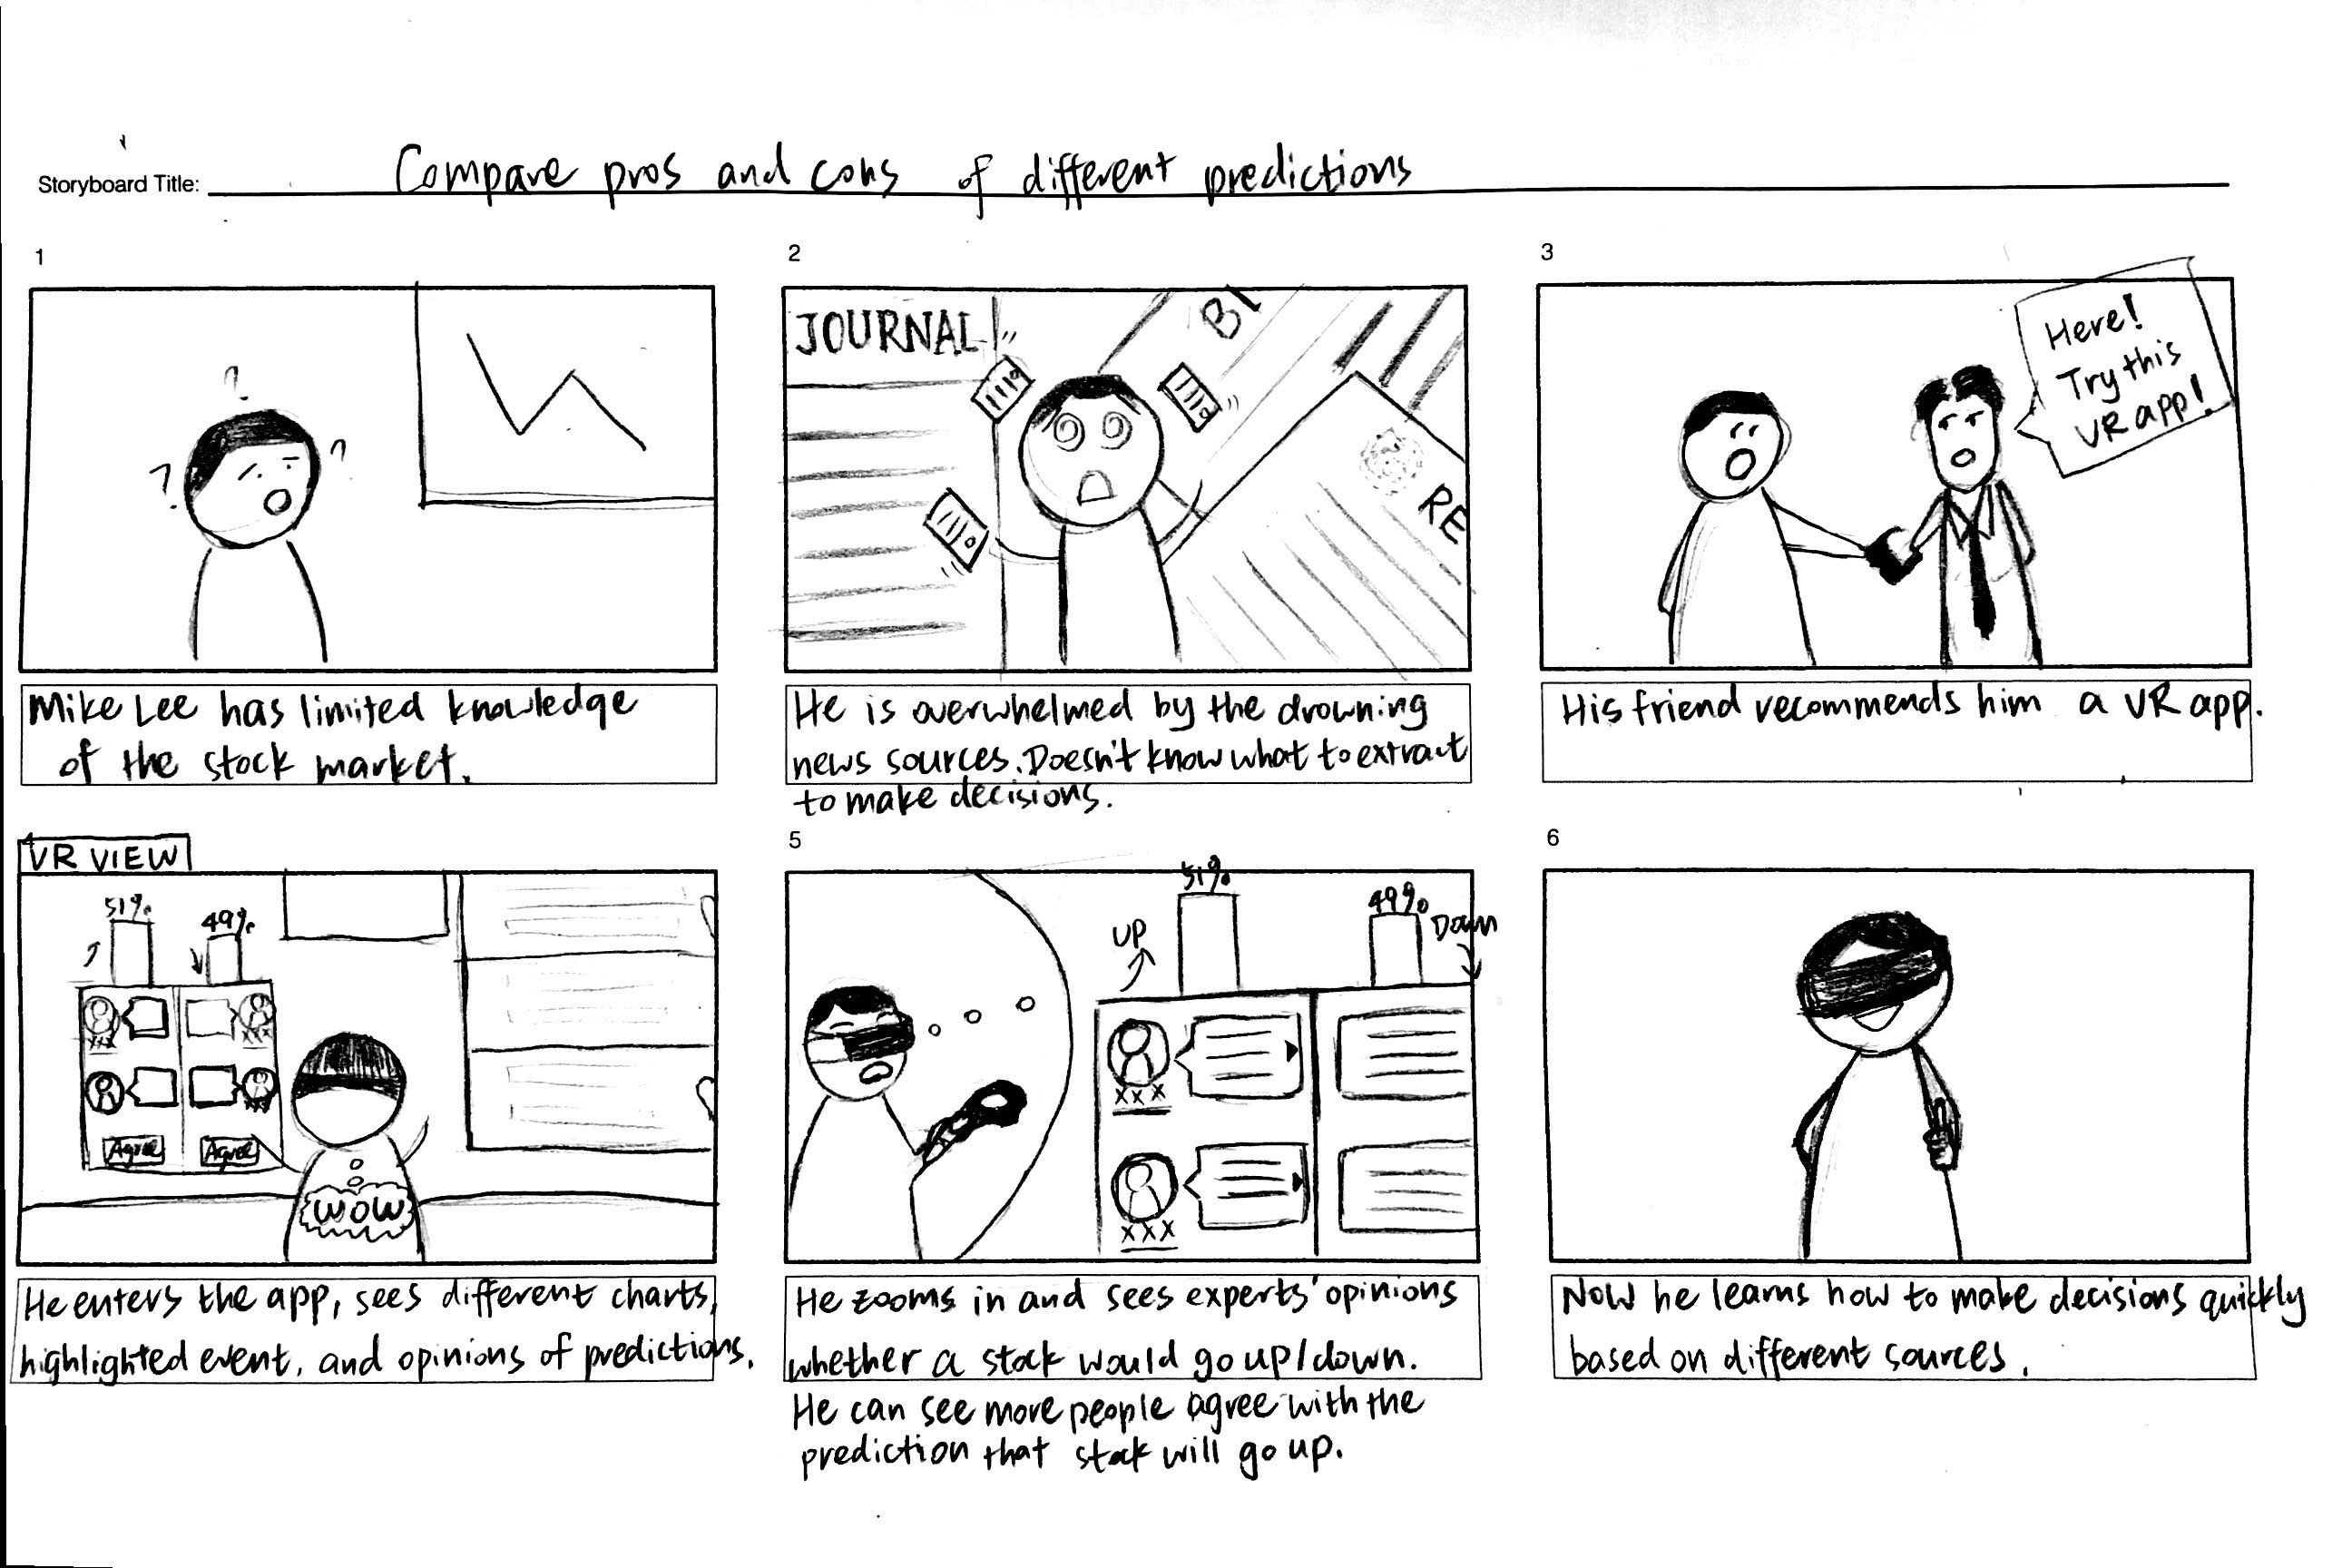 Storyboard Title: Compare pros and cons of different predictions
1
2
3
?
?
?
JOURNAL
BI
RE
Here!
Try this
VR app!
Mike Lee has limited knowledge
of the stock market.
He is overwhelmed by the drowning
news sources. Doesn't know what to extract
to make decisions.
His friend recommends him a VR app.
4
VR VIEW
51%
49%
xxx
xxx
xxx
Agree
Agree
WOW
5
51%
49%
UP
Down
xxx
xxx
6
He enters the app, sees different charts,
highlighted event, and opinions of predictions.
He zooms in and sees experts' opinions
whether a stock would go up/down.
He can see more people agree with the
prediction that stock will go up.
Now he learns how to make decisions quickly
based on different sources.